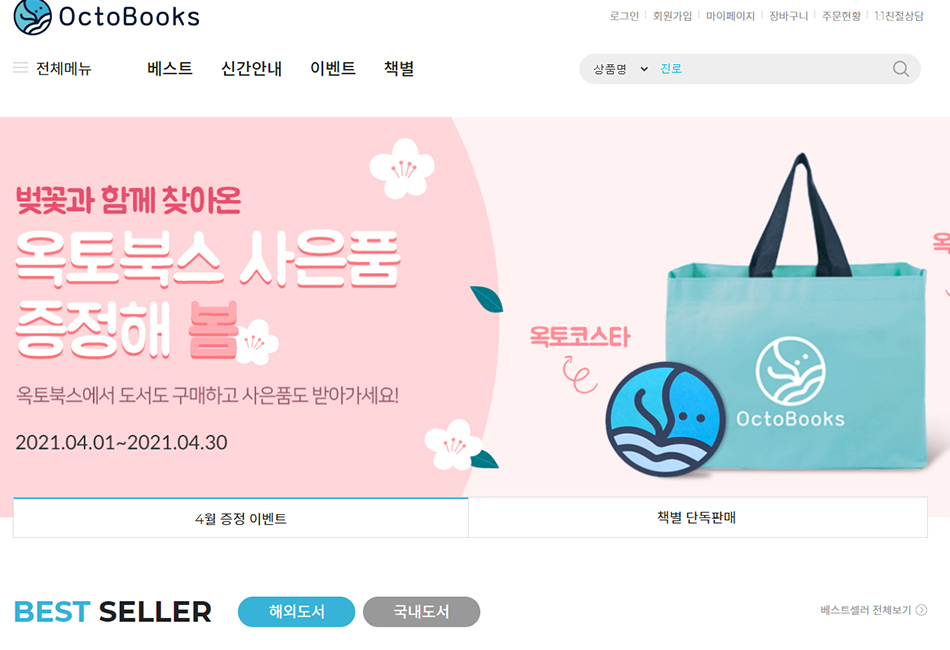 OctoBooks
로그인 회원가입 마이페이지 장바구니 주문현황 1:1친절상담
전체메뉴 베스트 신간안내 이벤트 책별
상품명 진로
벚꽃과 함께 찾아온
옥토북스 사은품
증정해 봄
옥토북스에서 도서도 구매하고 사은품도 받아가세요!
2021.04.01~2021.04.30
옥토코스타
옥
OctoBooks
4월 증정 이벤트
책별 단독판매
BEST SELLER
해외도서
국내도서
베스트셀러 전체보기